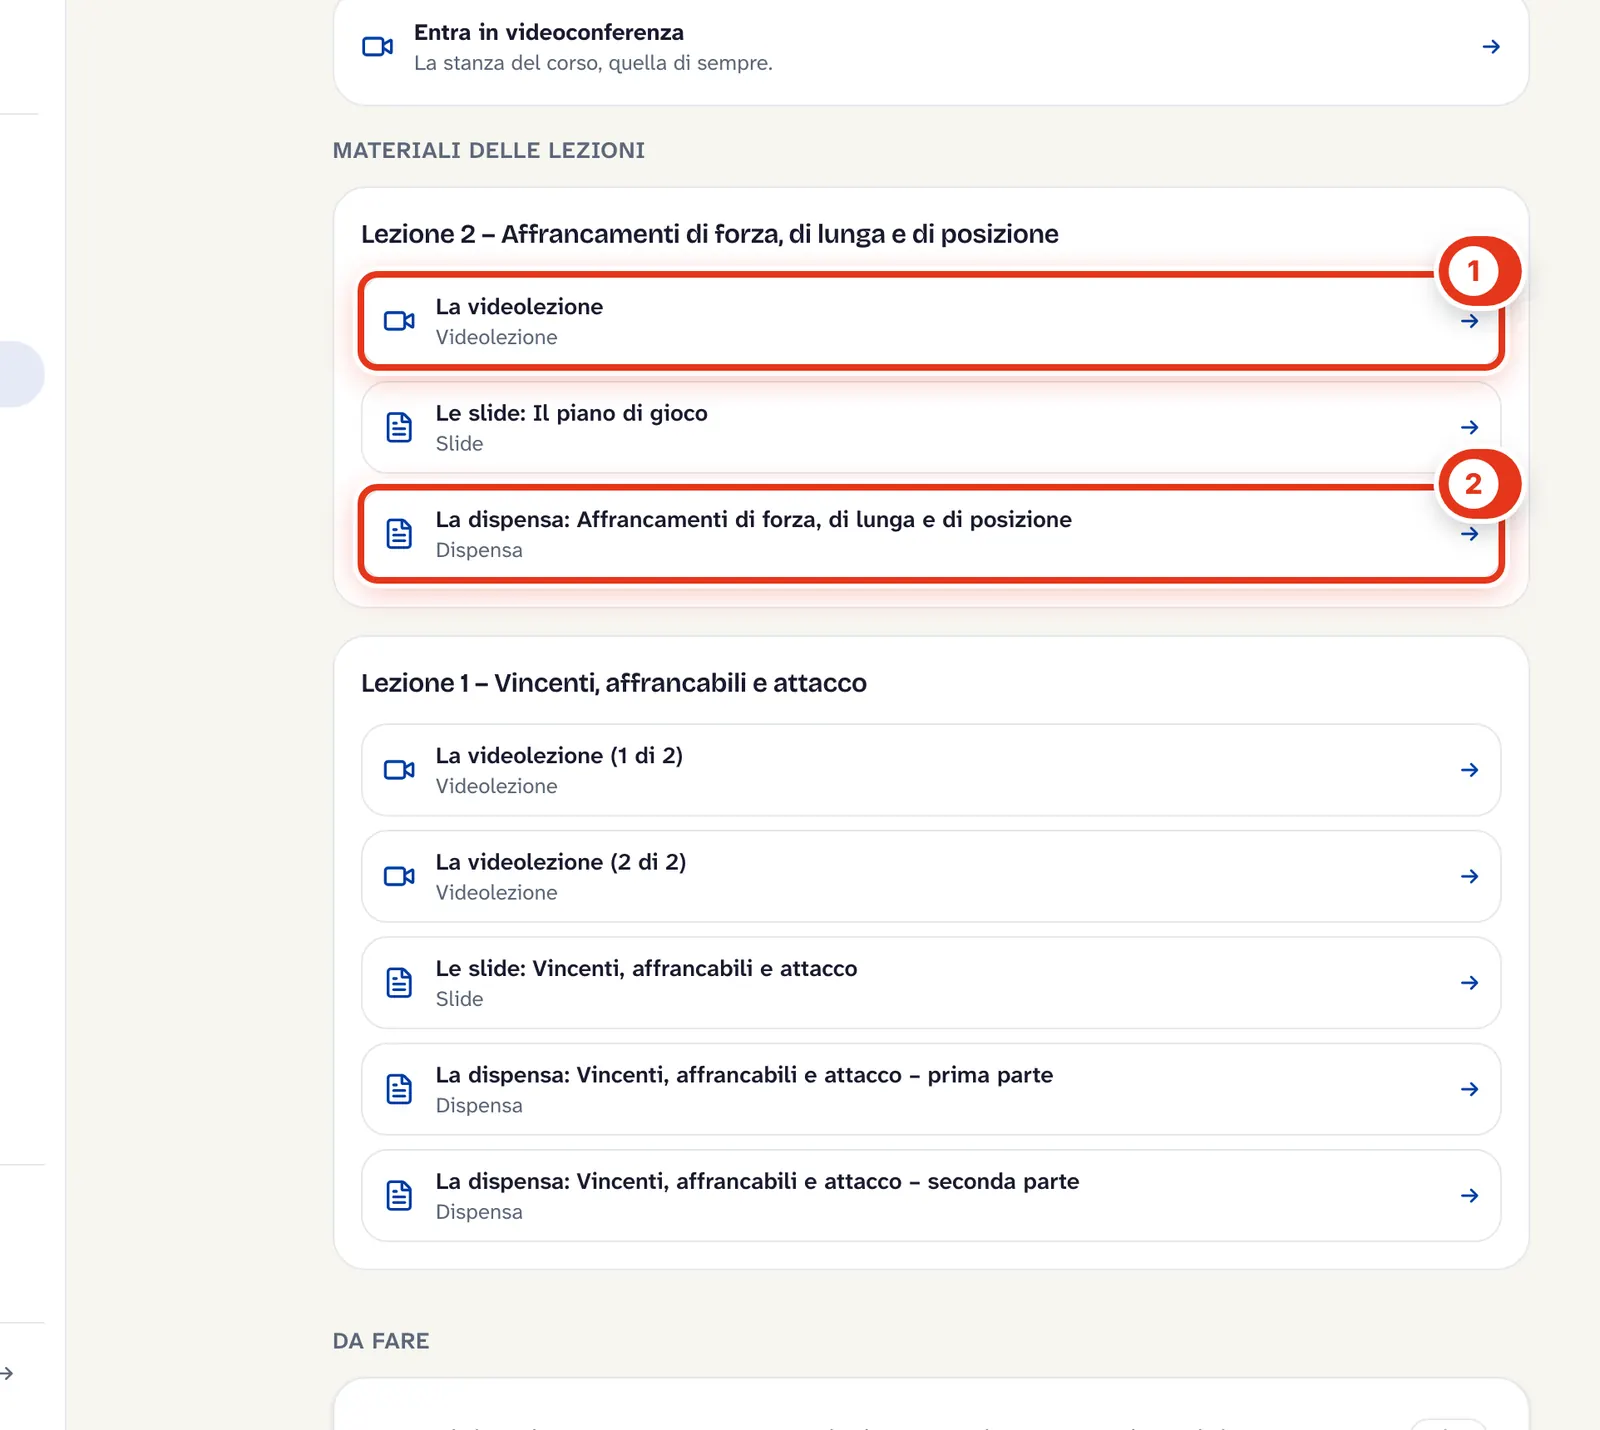 Entra in videoconferenza
La stanza del corso, quella di sempre.
MATERIALI DELLE LEZIONI
Lezione 2 – Affrancamenti di forza, di lunga e di posizione
1
La videolezione
Videolezione
Le slide: Il piano di gioco
Slide
2
La dispensa: Affrancamenti di forza, di lunga e di posizione
Dispensa
Lezione 1 – Vincenti, affrancabili e attacco
La videolezione (1 di 2)
Videolezione
La videolezione (2 di 2)
Videolezione
Le slide: Vincenti, affrancabili e attacco
Slide
La dispensa: Vincenti, affrancabili e attacco – prima parte
Dispensa
La dispensa: Vincenti, affrancabili e attacco – seconda parte
Dispensa
DA FARE